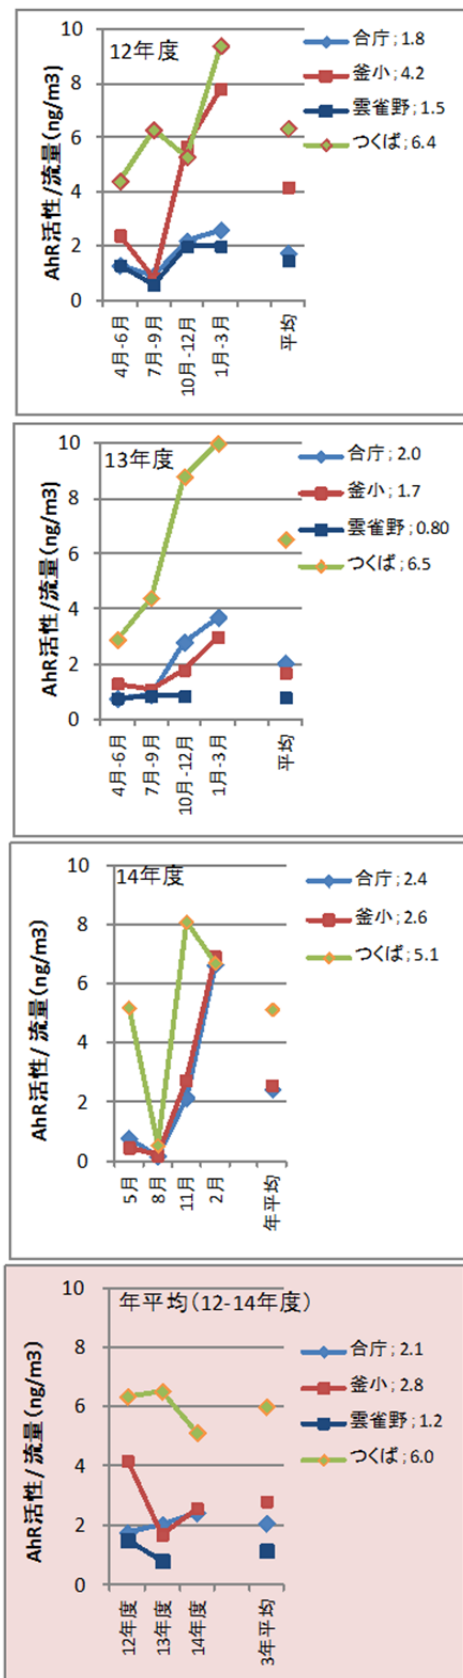 12年度
合庁；1.8
釜小；4.2
雲雀野；1.5
つくば；6.4
AhR活性/流量(ng/m3)
10
8
6
4
2
0
4月-6月
7月-9月
10月-12月
1月-3月
平均
13年度
合庁；2.0
釜小；1.7
雲雀野；0.80
つくば；6.5
AhR活性/流量(ng/m3)
10
8
6
4
2
0
4月-6月
7月-9月
10月-12月
1月-3月
平均
14年度
合庁；2.4
釜小；2.6
つくば；5.1
AhR活性/流量(ng/m3)
10
8
6
4
2
0
5月
8月
11月
2月
年平均
年平均(12-14年度)
合庁；2.1
釜小；2.8
雲雀野；1.2
つくば；6.0
AhR活性/流量(ng/m3)
10
8
6
4
2
0
12年度
13年度
14年度
3年平均